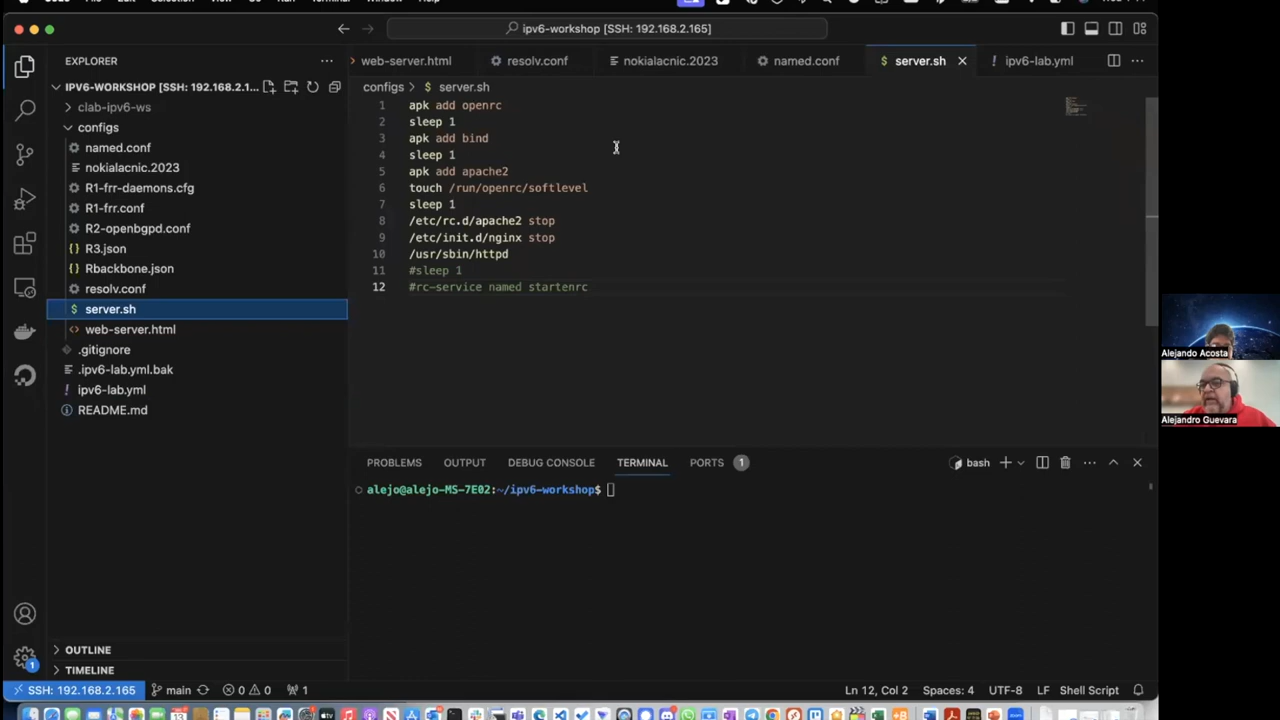 ipv6-workshop [SSH: 192.168.2.165]
EXPLORER
web-server.html
resolv.conf
nokialacnic.2023
named.conf
$ server.sh
! ipv6-lab.yml
IPV6-WORKSHOP [SSH: 192.168.2.1...
configs > $ server.sh
clab-ipv6-ws
configs
named.conf
nokialacnic.2023
R1-frr-daemons.cfg
R1-frr.conf
R2-openbgpd.conf
{} R3.json
{} Rbackbone.json
resolv.conf
$ server.sh
<> web-server.html
.gitignore
.ipv6-lab.yml.bak
! ipv6-lab.yml
README.md
1 apk add openrc
2 sleep 1
3 apk add bind
4 sleep 1
5 apk add apache2
6 touch /run/openrc/softlevel
7 sleep 1
8 /etc/rc.d/apache2 stop
9 /etc/init.d/nginx stop
10 /usr/sbin/httpd
11 #sleep 1
12 #rc-service named startenrc
Alejando Acosta
Alejandro Guevara
PROBLEMS OUTPUT DEBUG CONSOLE TERMINAL PORTS 1
bash
alejo@alejo-MS-7E02:~/ipv6-workshop$
OUTLINE
TIMELINE
1
SSH: 192.168.2.165 main 0 0 1
Ln 12, Col 2 Spaces: 4 UTF-8 LF Shell Script